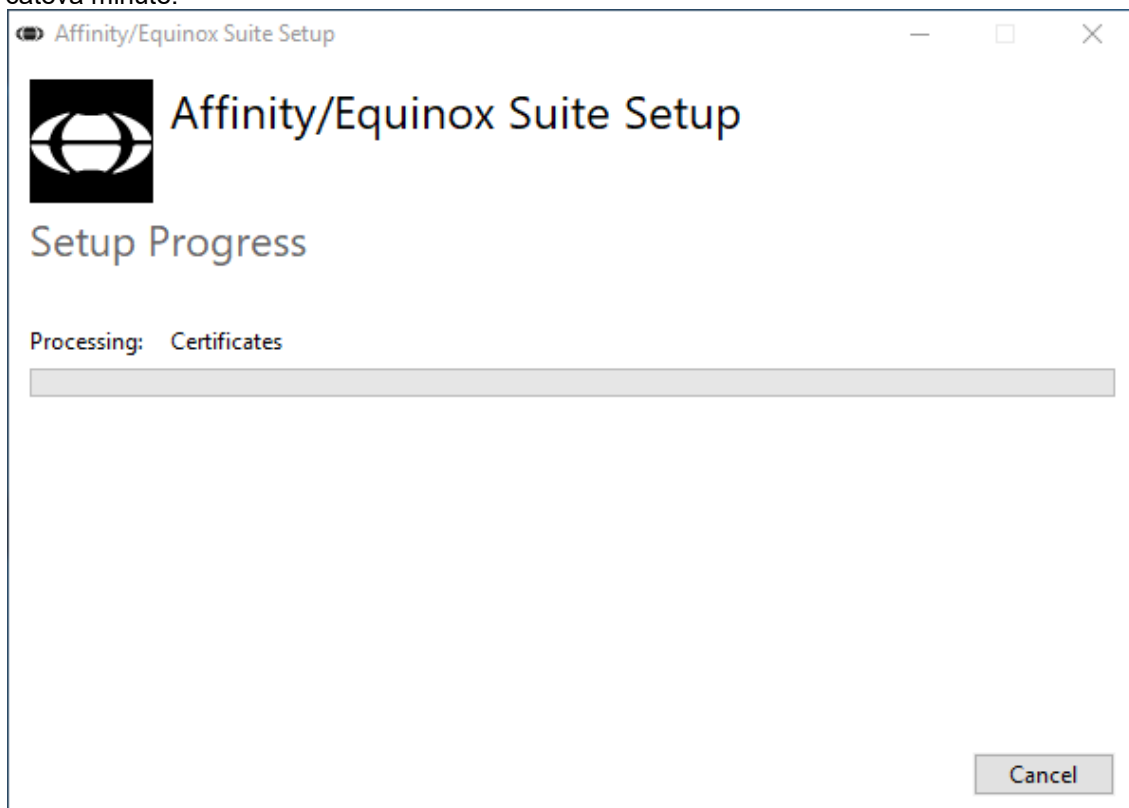 Affinity/Equinox Suite Setup
Affinity/Equinox Suite Setup
Setup Progress
Processing: Certificates
Cancel